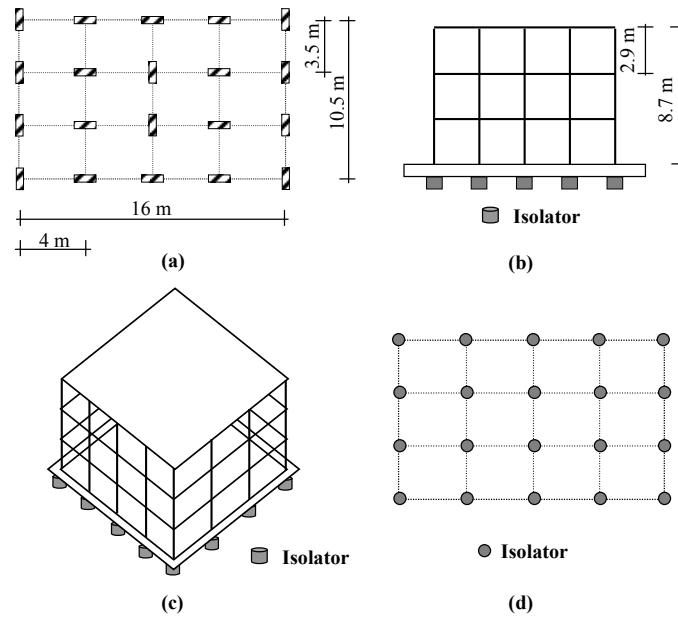 3.5 m
10.5 m
16 m
4 m
(a)
2.9 m
8.7 m
Isolator
(b)
Isolator
(c)
Isolator
(d)